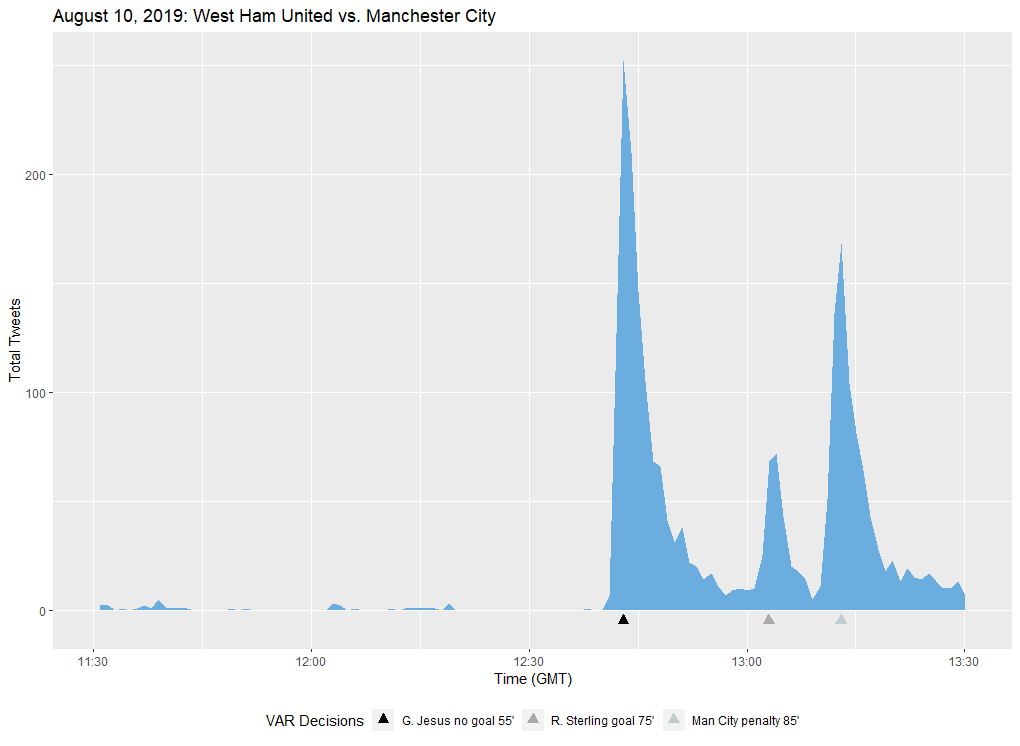 August 10, 2019: West Ham United vs. Manchester City
Total Tweets
200
100
0
11:30 12:00 12:30 13:00 13:30
Time (GMT)
VAR Decisions G. Jesus no goal 55' R. Sterling goal 75' Man City penalty 85'